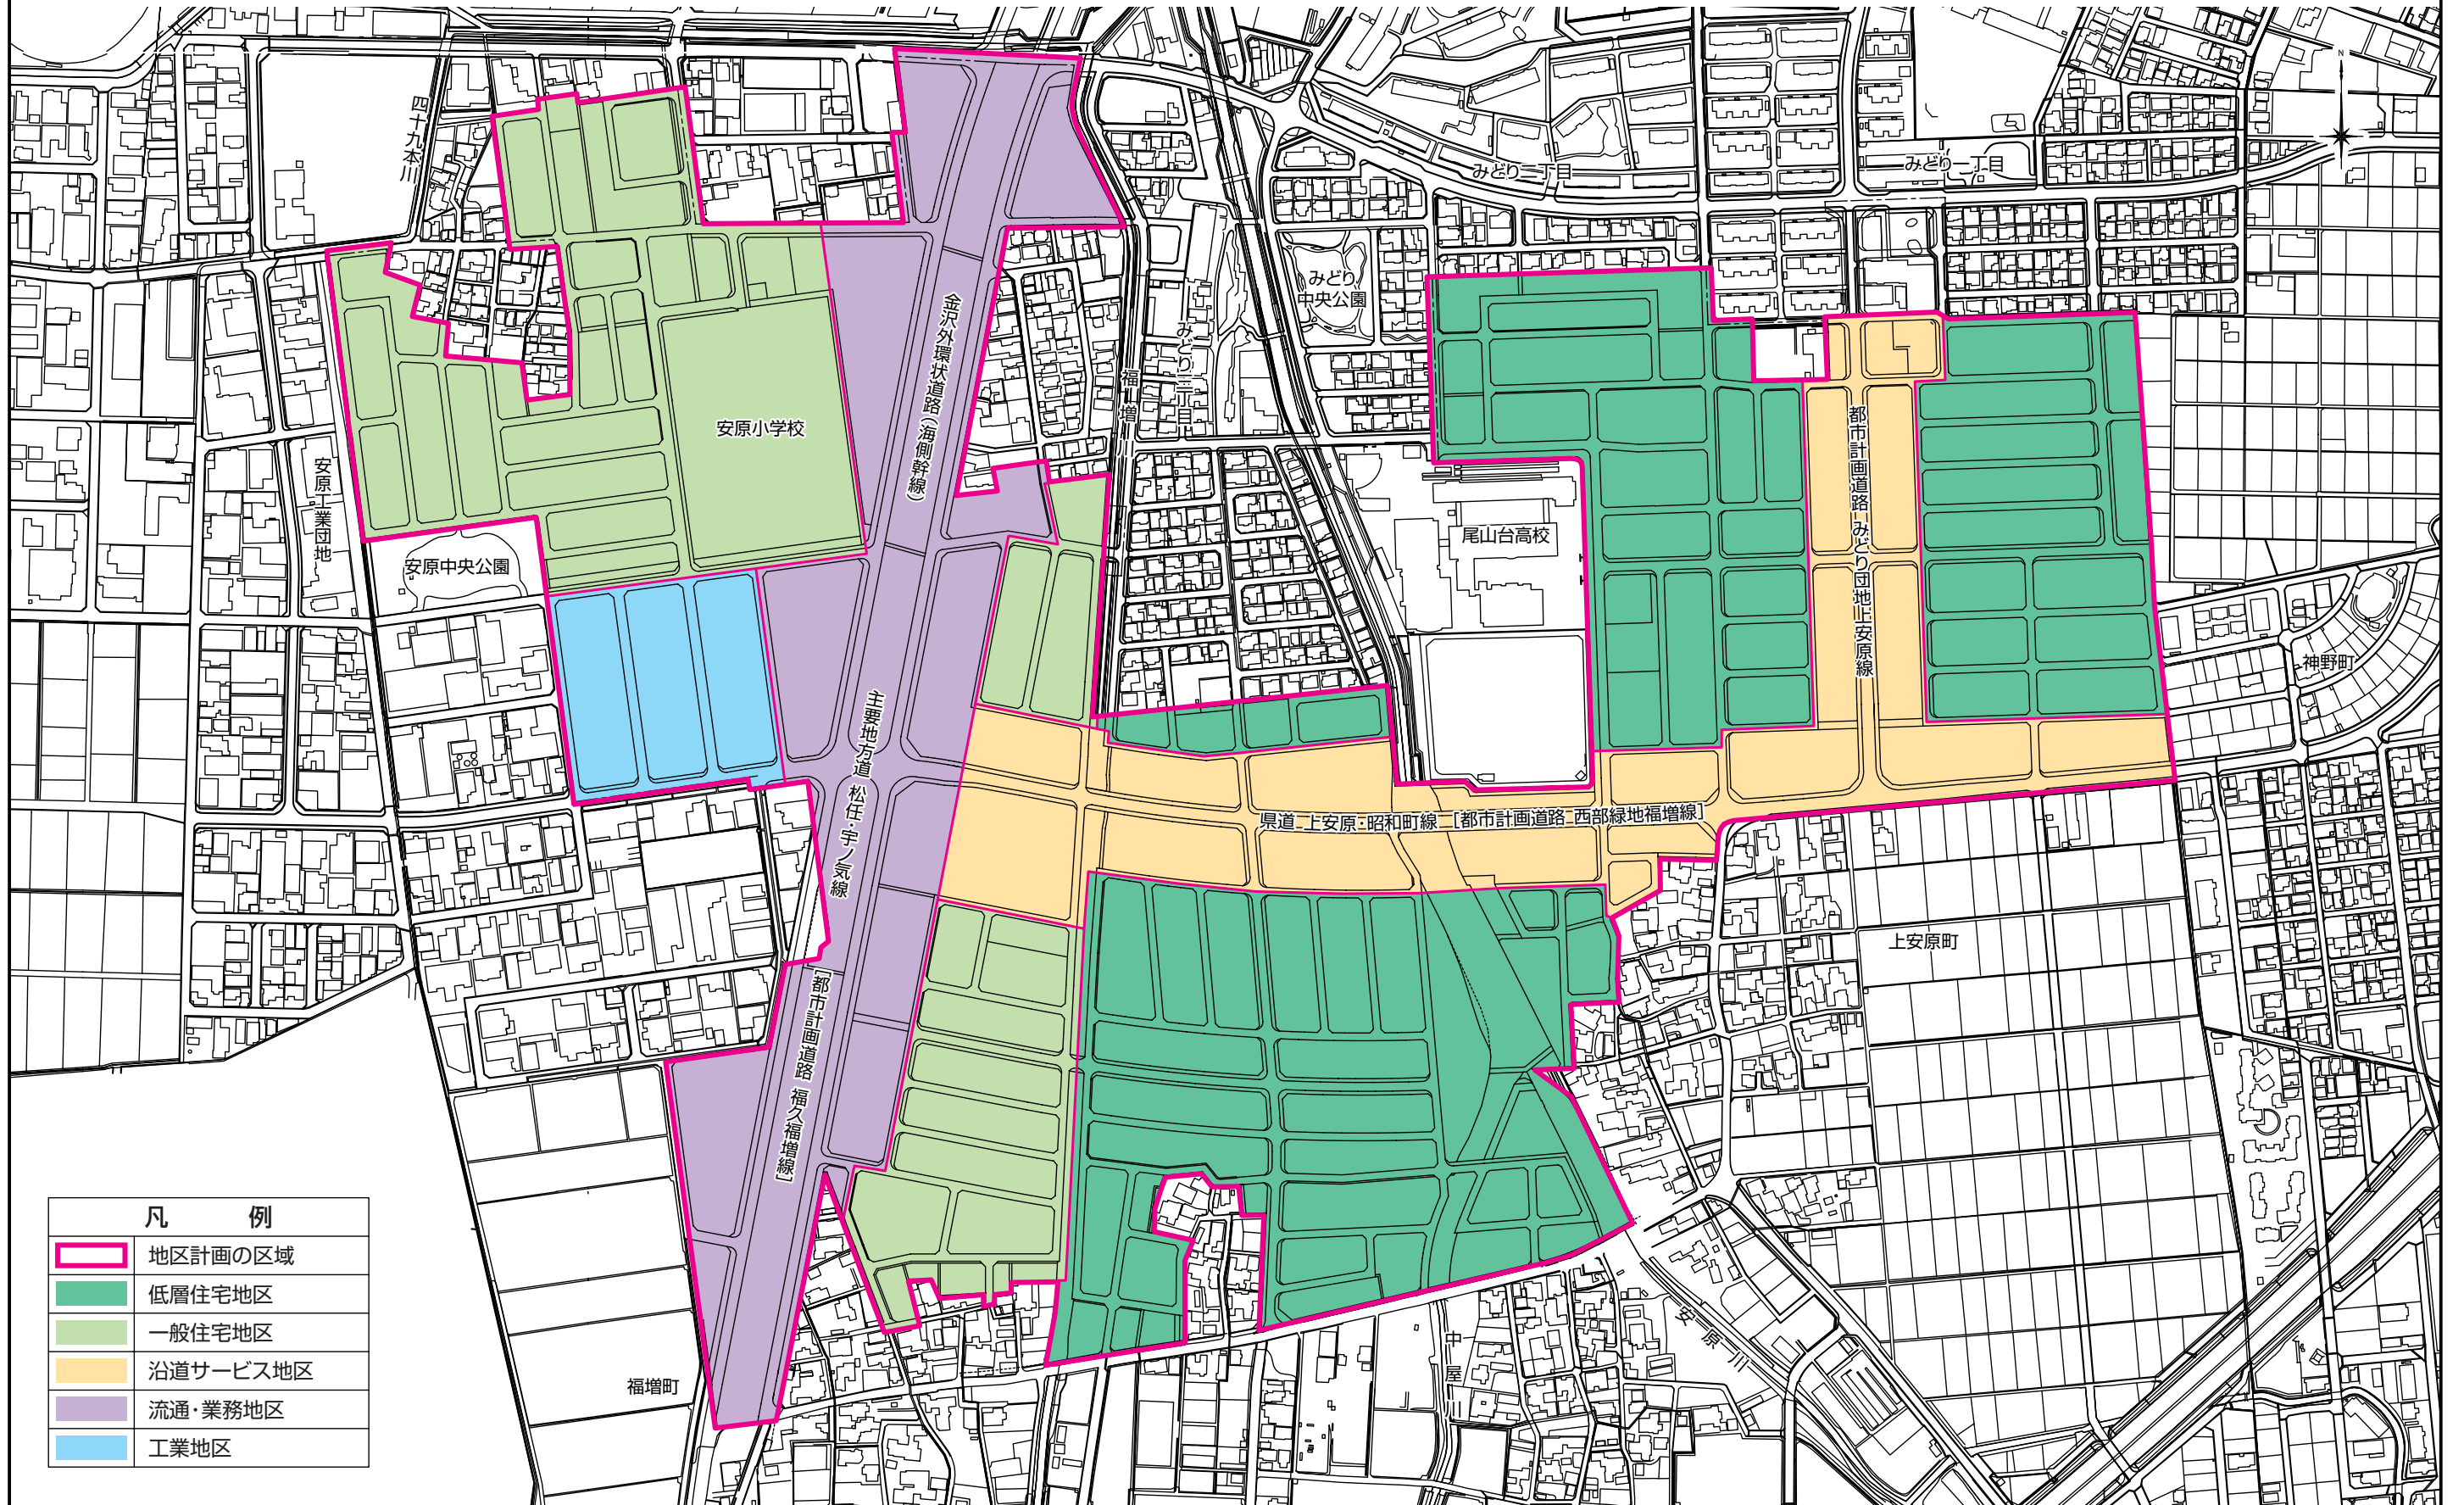 N
四十九本川
みどり二丁目
みどり一丁目
みどり
中央公園
金沢外環状道路（海側幹線）
みどり三丁目
福増川
安原小学校
都市計画道路 みどり団地上安原線
安原工業団地
尾山台高校
安原中央公園
神野町
主要地方道 松任・宇ノ気線
県道 上安原・昭和町線 [都市計画道路 西部緑地福増線]
上安原町
[都市計画道路 福久福増線]
安原川
中屋川
福増町
凡 例
地区計画の区域
低層住宅地区
一般住宅地区
沿道サービス地区
流通・業務地区
工業地区